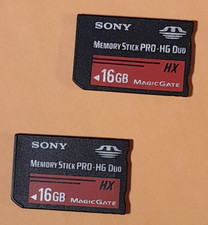 SONY
MEMORY STICK PRO-HG DUO
HX
◄16GB
MAGICGATE
SONY
MEMORY STICK PRO-HG DUO
HX
◄16GB
MAGICGATE